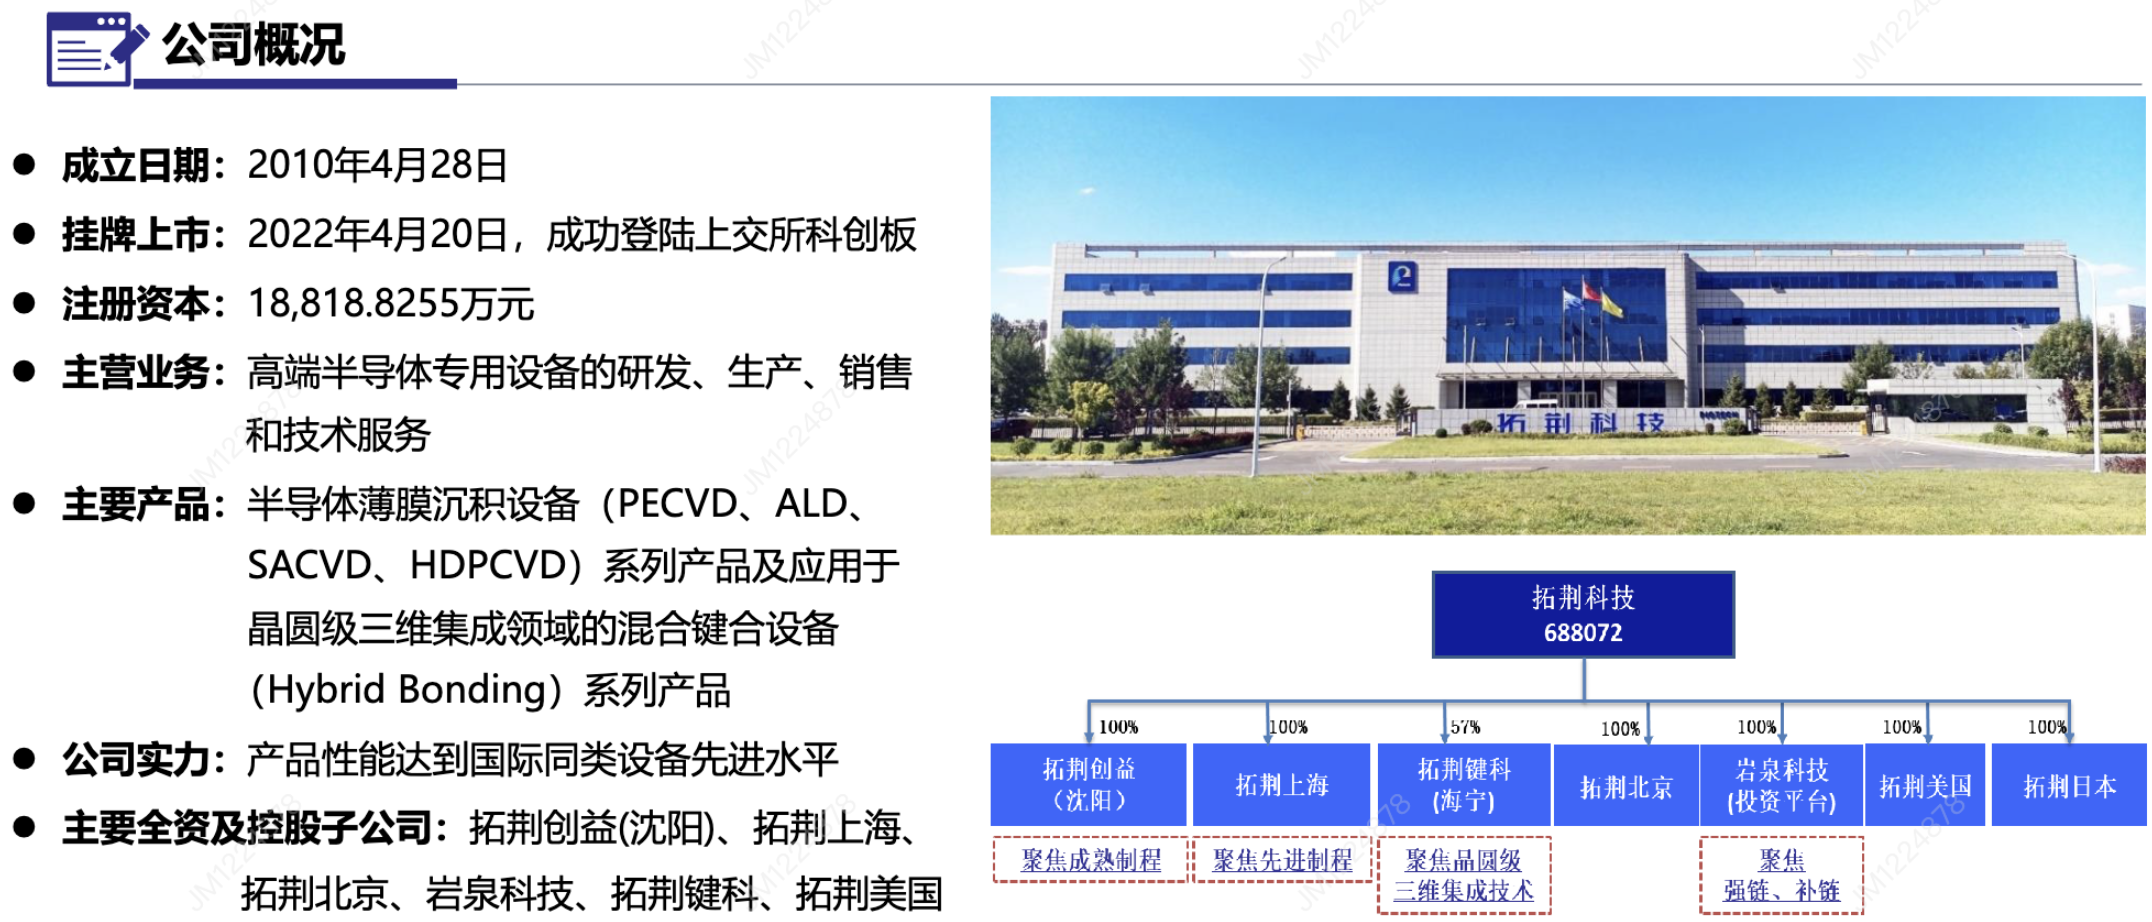 公司概况
成立日期：2010年4月28日
挂牌上市：2022年4月20日，成功登陆上交所科创板
注册资本：18,818.8255万元
主营业务：高端半导体专用设备的研发、生产、销售
和技术服务
主要产品：半导体薄膜沉积设备（PECVD、ALD、
SACVD、HDPCVD）系列产品及应用于
晶圆级三维集成领域的混合键合设备
（Hybrid Bonding）系列产品
公司实力：产品性能达到国际同类设备先进水平
主要全资及控股子公司：拓荆创益(沈阳)、拓荆上海、
拓荆北京、岩泉科技、拓荆键科、拓荆美国
拓荆科技
PIOTECH
拓荆科技
688072
100%
100%
57%
100%
100%
100%
100%
拓荆创益
（沈阳）
拓荆上海
拓荆键科
(海宁)
拓荆北京
岩泉科技
(投资平台)
拓荆美国
拓荆日本
聚焦成熟制程
聚焦先进制程
聚焦晶圆级
三维集成技术
聚焦
强链、补链
JM1224878